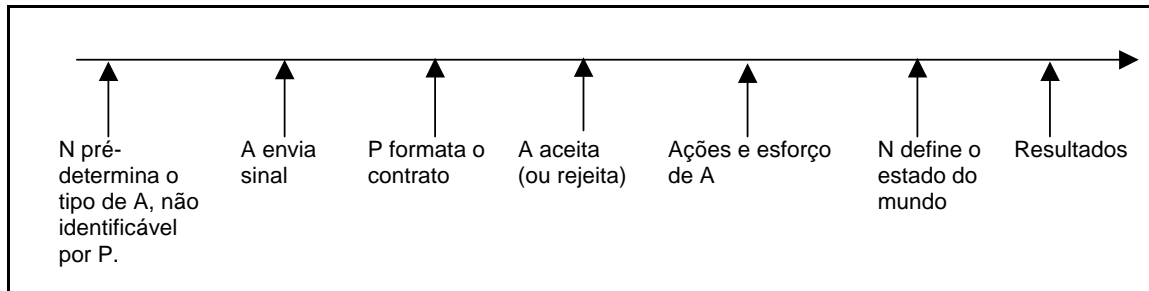 N pré-
determina o
tipo de A, não
identificável
por P.
A envia
sinal
P formata o
contrato
A aceita
(ou rejeita)
Ações e esforço
de A
N define o
estado do
mundo
Resultados